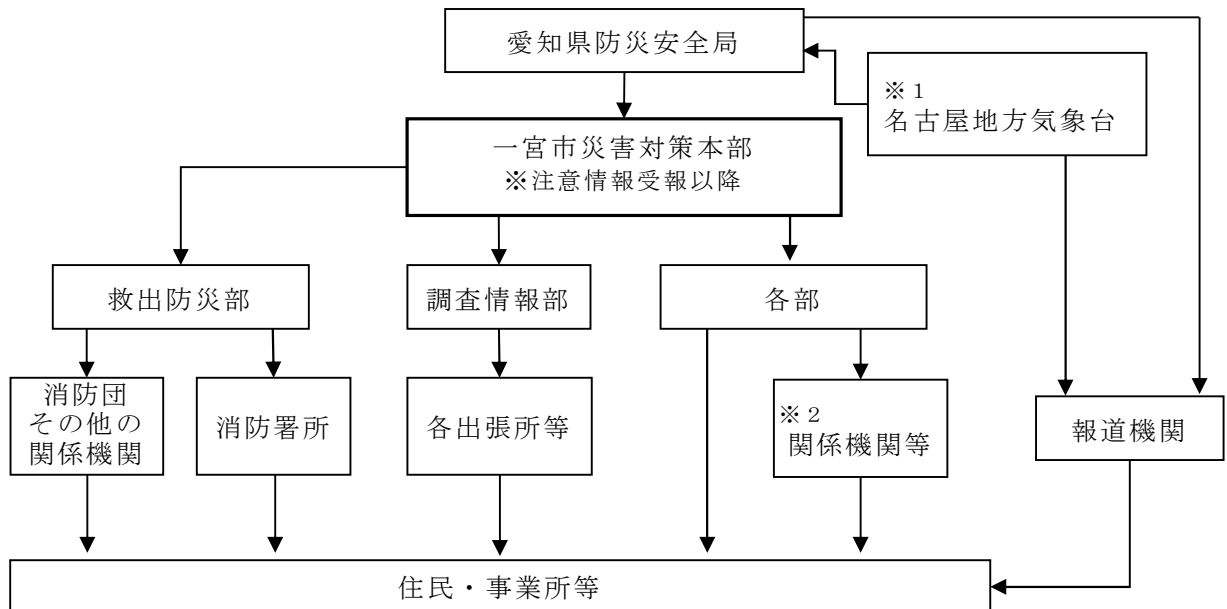 愛知県防災安全局
※１
名古屋地方気象台
一宮市災害対策本部
※注意情報受報以降
救出防災部
調査情報部
各部
消防団
その他の
関係機関
消防署所
各出張所等
※２
関係機関等
報道機関
住民・事業所等